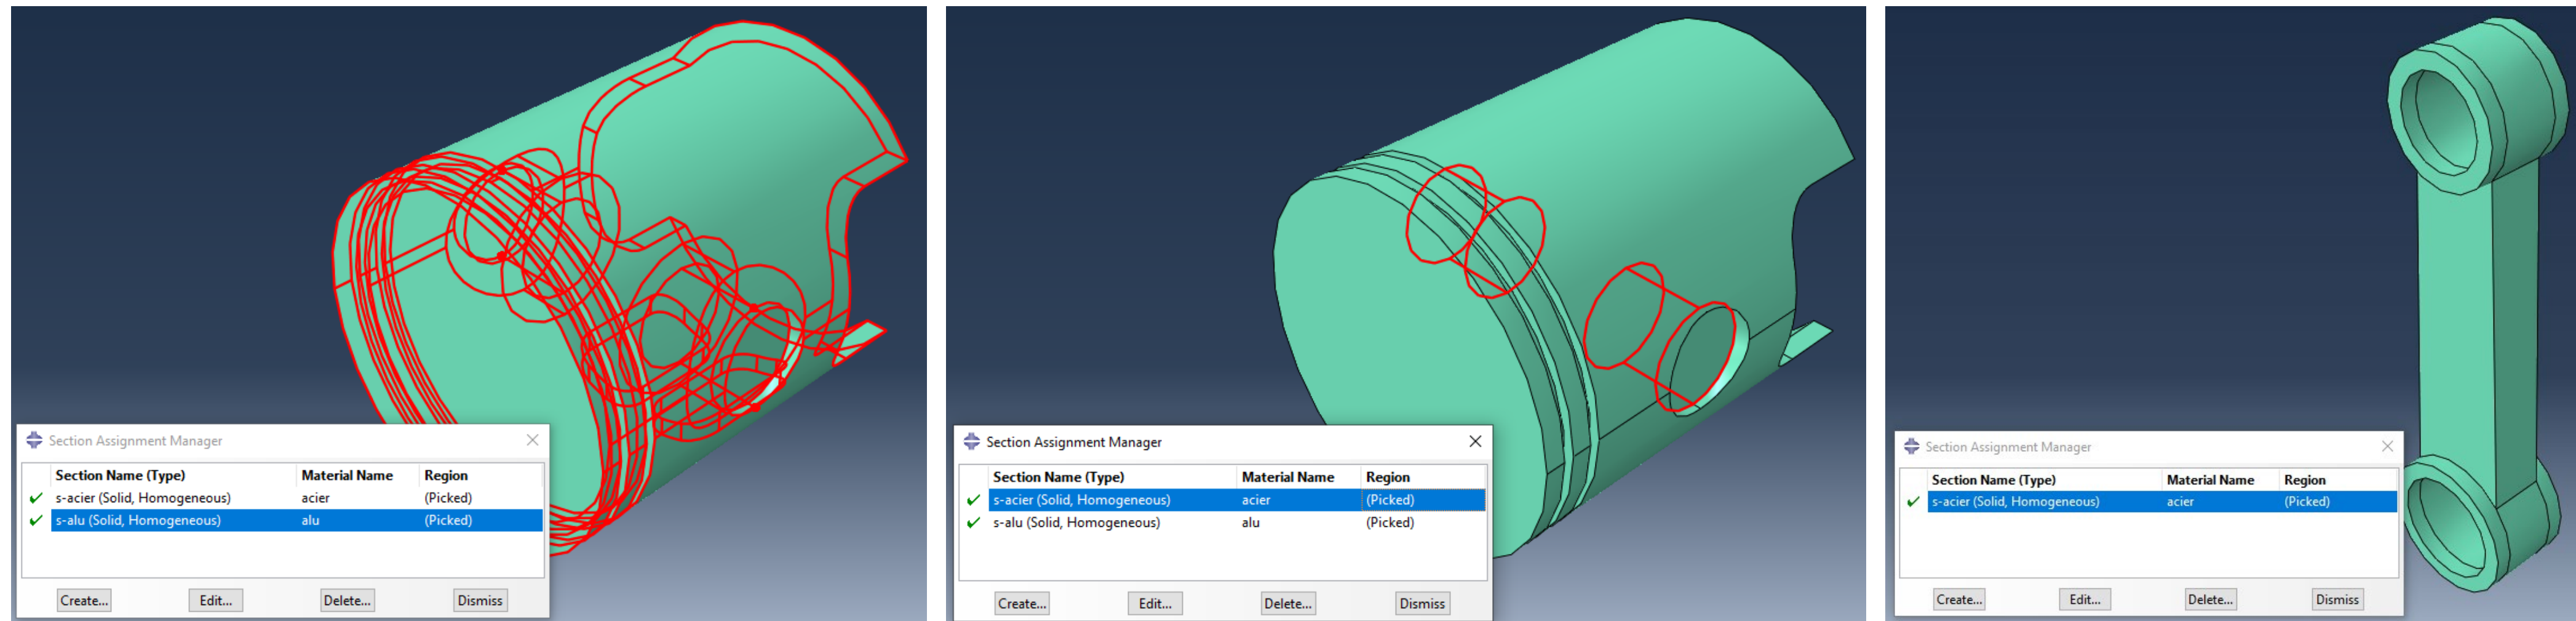 Section Assignment Manager
Section Name (Type) Material Name Region
s-acier (Solid, Homogeneous) acier (Picked)
s-alu (Solid, Homogeneous) alu (Picked)
Create... Edit... Delete... Dismiss
Section Assignment Manager
Section Name (Type) Material Name Region
s-acier (Solid, Homogeneous) acier (Picked)
s-alu (Solid, Homogeneous) alu (Picked)
Create... Edit... Delete... Dismiss
Section Assignment Manager
Section Name (Type) Material Name Region
s-acier (Solid, Homogeneous) acier (Picked)
Create... Edit... Delete... Dismiss